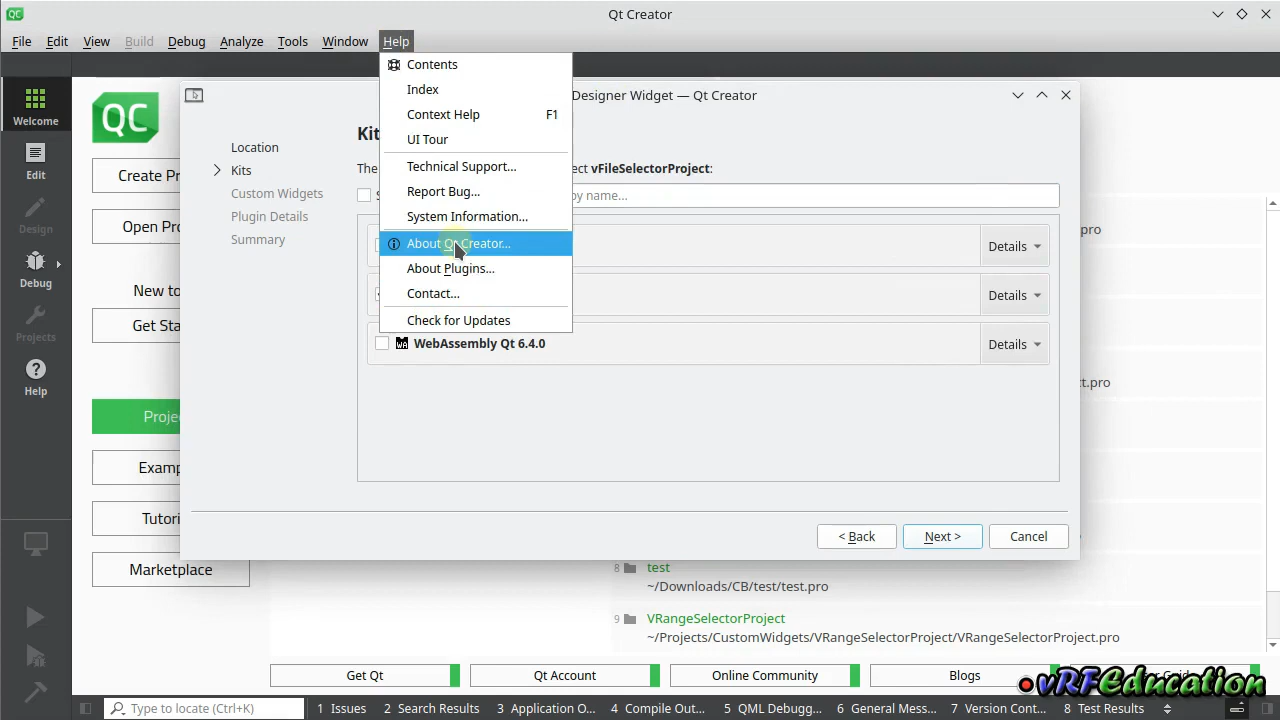 Qt Creator
File Edit View Build Debug Analyze Tools Window Help
Contents
Index
Context Help F1
UI Tour
Technical Support...
Report Bug...
System Information...
About Qt Creator...
About Plugins...
Contact...
Check for Updates
Designer Widget — Qt Creator
Location
Kits
Custom Widgets
Plugin Details
Summary
Kit
The
ect vFileSelectorProject:
by name...
Details
Details
WebAssembly Qt 6.4.0
Details
< Back
Next >
Cancel
Welcome
Edit
Design
Debug
Projects
Help
QC
Create Pr
Open Pro
New to
Get Sta
Projec
Examp
Tutori
Marketplace
pro
ct.pro
8 test
~/Downloads/CB/test/test.pro
9 VRangeSelectorProject
~/Projects/CustomWidgets/VRangeSelectorProject/VRangeSelectorProject.pro
Get Qt
Qt Account
Online Community
Blogs
vRFEducation
Type to locate (Ctrl+K)
1 Issues
2 Search Results
3 Application O...
4 Compile Out...
5 QML Debugg...
6 General Mess...
7 Version Cont...
8 Test Results